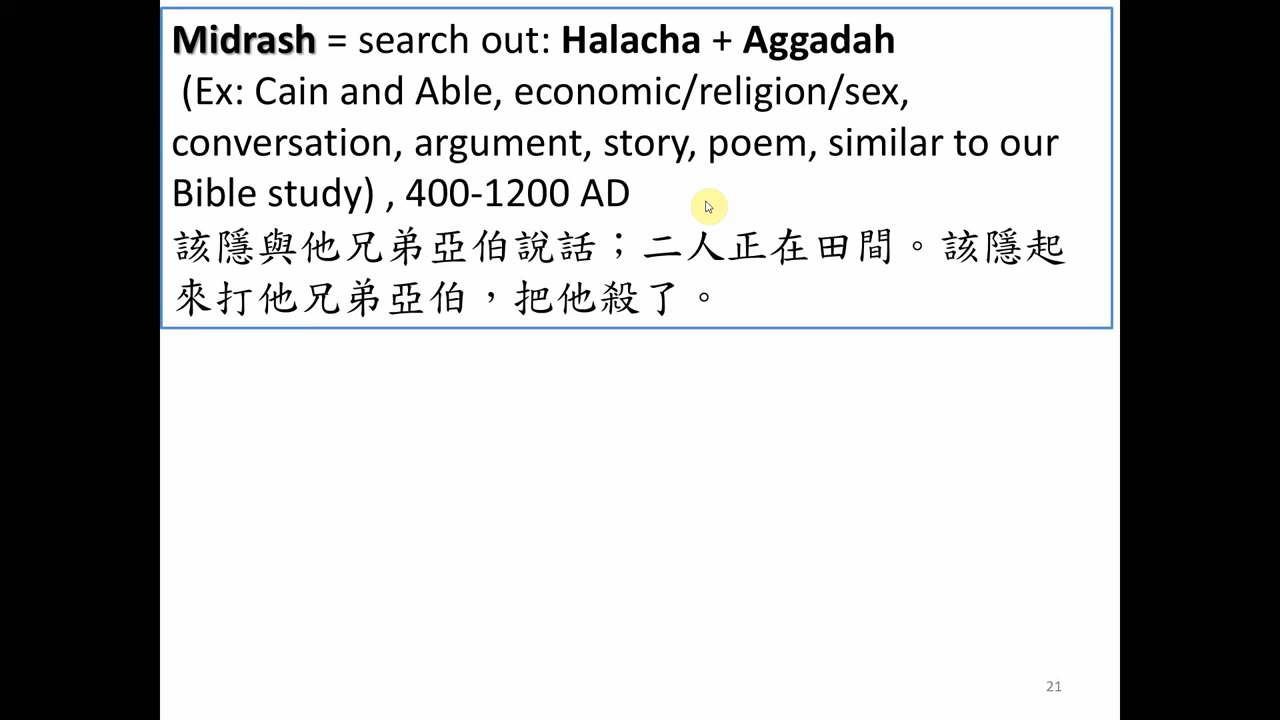 Midrash = search out: Halacha + Aggadah
(Ex: Cain and Able, economic/religion/sex,
conversation, argument, story, poem, similar to our
Bible study) , 400-1200 AD
該隱與他兄弟亞伯說話；二人正在田間。該隱起
來打他兄弟亞伯，把他殺了。
21